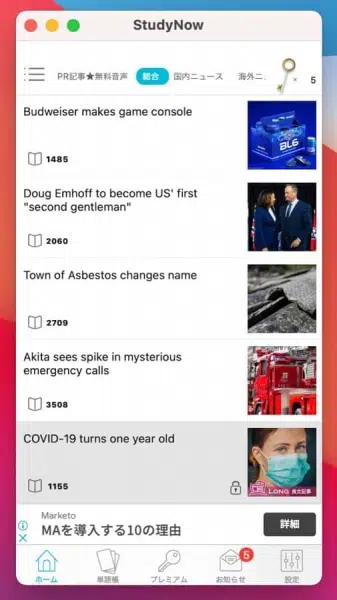 StudyNow
PR記事★無料音声 総合 国内ニュース 海外ニ × 5
Budweiser makes game console
BL6
1485
Doug Emhoff to become US' first
"second gentleman"
2060
Town of Asbestos changes name
2709
Akita sees spike in mysterious
emergency calls
3508
COVID-19 turns one year old
1155
LONG 長文記事
Marketo
MAを導入する10の理由
詳細
5
ホーム 単語帳 プレミアム お知らせ 設定